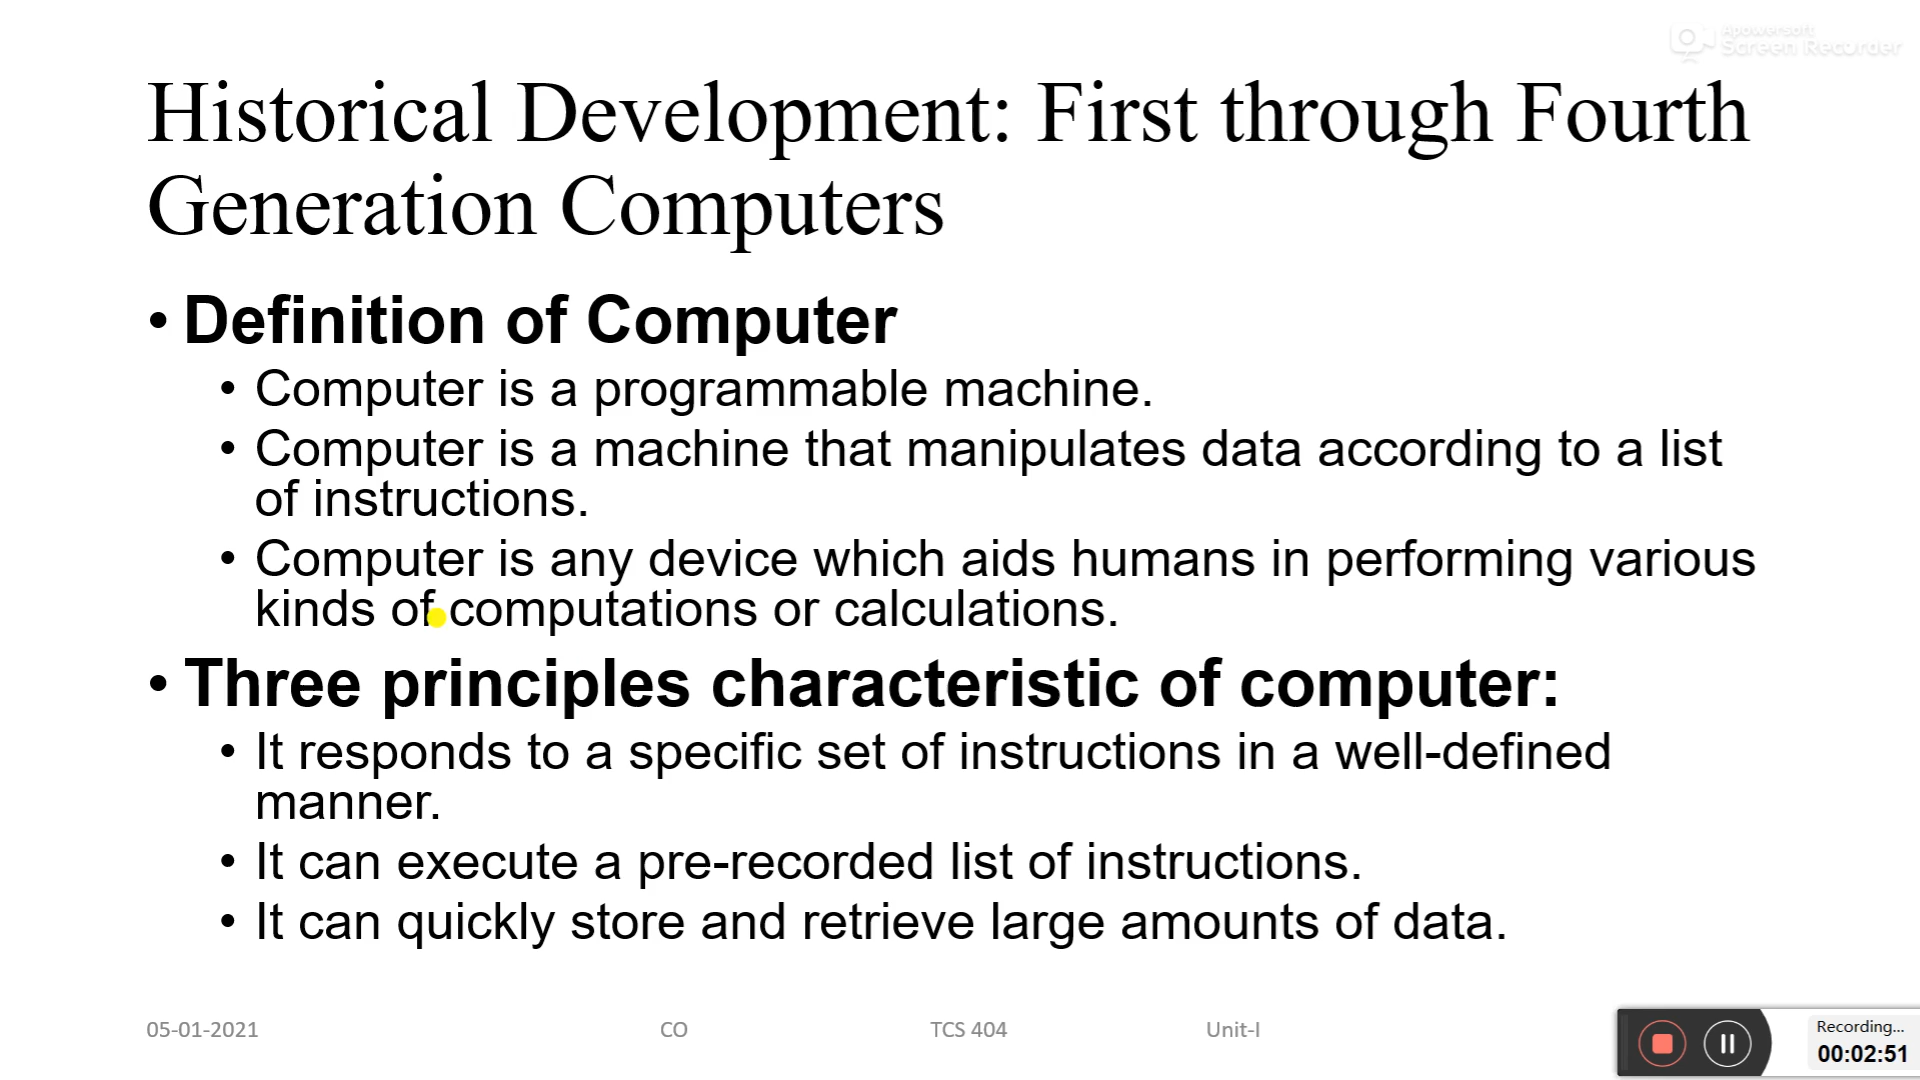 Apowersoft
Screen Recorder
Historical Development: First through Fourth
Generation Computers
• Definition of Computer
• Computer is a programmable machine.
• Computer is a machine that manipulates data according to a list
of instructions.
• Computer is any device which aids humans in performing various
kinds of computations or calculations.
• Three principles characteristic of computer:
• It responds to a specific set of instructions in a well-defined
manner.
• It can execute a pre-recorded list of instructions.
• It can quickly store and retrieve large amounts of data.
05-01-2021 CO TCS 404 Unit-I
Recording...
00:02:51